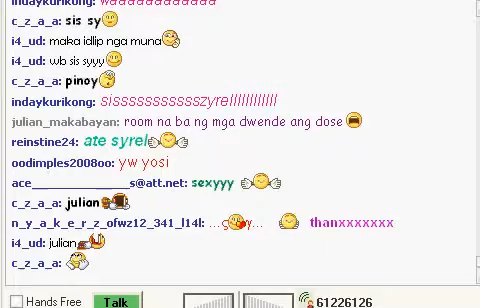 indaykurikong: waaaaaaaaaaaa
c_z_a_a: sis sy
i4_ud: maka idlip nga muna
i4_ud: wb sis syyy
c_z_a_a: pinoy
indaykurikong: sisssssssssssszyrellllllllllll
julian_makabayan: room na ba ng mga dwende ang dose
reinstine24: ate syrel
oodimples2008oo: yw yosi
ace______________s@att.net: sexyyy
c_z_a_a: julian
n_y_a_k_e_r_z_ofwz12_341_l14l: ...ς y... thanxxxxxxx
i4_ud: julian
c_z_a_a:
Hands Free Talk 61226126